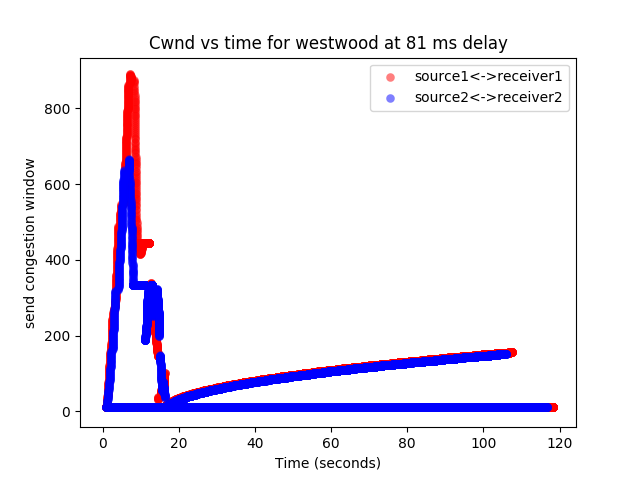 Cwnd vs time for westwood at 81 ms delay
source1<->receiver1
source2<->receiver2
send congestion window
800
600
400
200
0
0 20 40 60 80 100 120
Time (seconds)